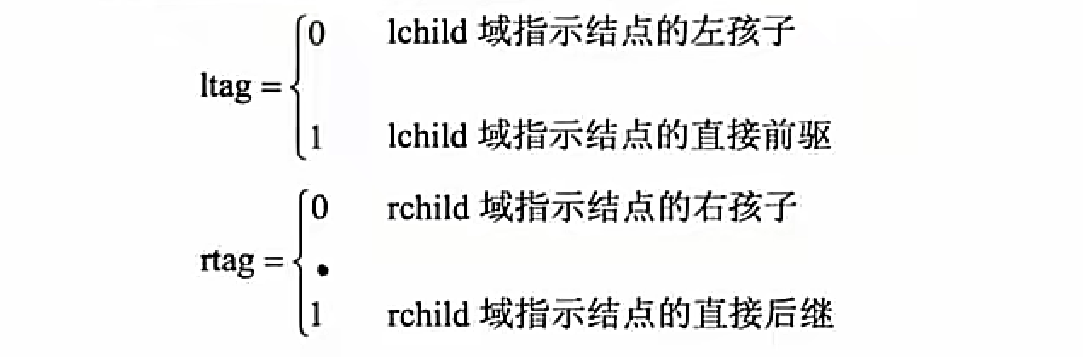 0 lchild 域指示结点的左孩子
ltag =
1 lchild 域指示结点的直接前驱
0 rchild 域指示结点的右孩子
rtag =
1 rchild 域指示结点的直接后继